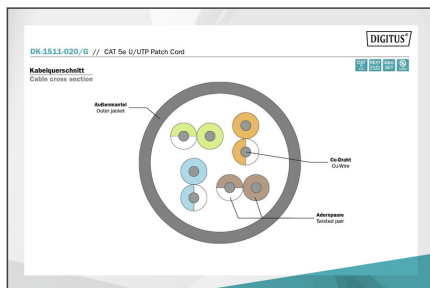 DIGITUS®
DK-1511-020/G // CAT 5e U/UTP Patch Cord
Kabelquerschnitt
Cable cross section
Außenmantel
Outer jacket
Cu-Draht
Cu-Wire
Adernpaare
Twisted pair